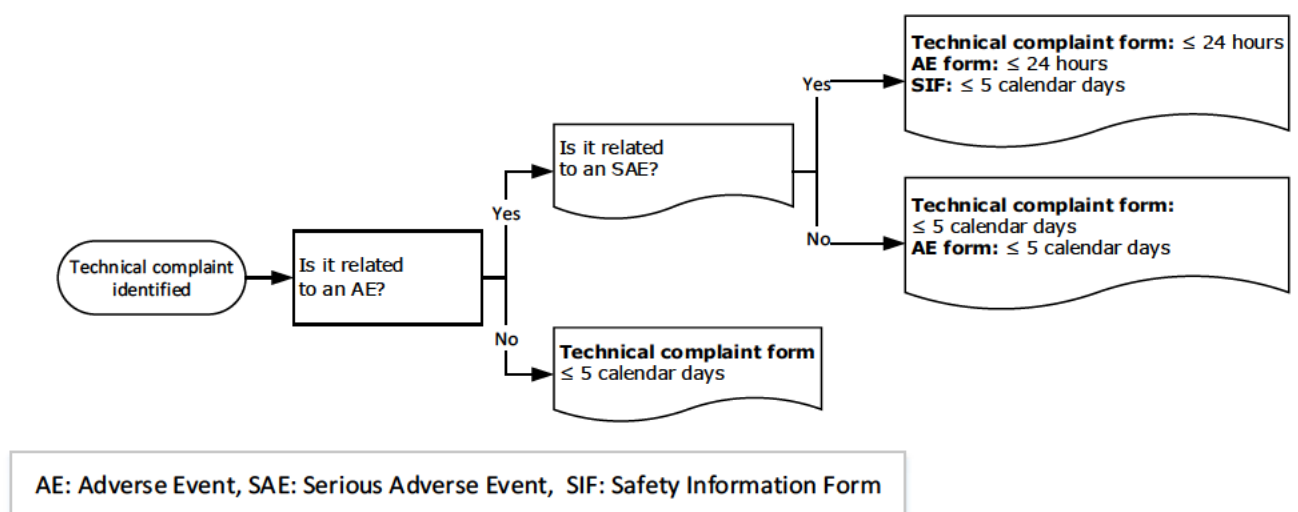 Technical complaint
identified
Is it related
to an AE?
Yes
No
Is it related
to an SAE?
Yes
No
Technical complaint form: ≤ 24 hours
AE form: ≤ 24 hours
SIF: ≤ 5 calendar days
Technical complaint form:
≤ 5 calendar days
AE form: ≤ 5 calendar days
Technical complaint form
≤ 5 calendar days
AE: Adverse Event, SAE: Serious Adverse Event, SIF: Safety Information Form